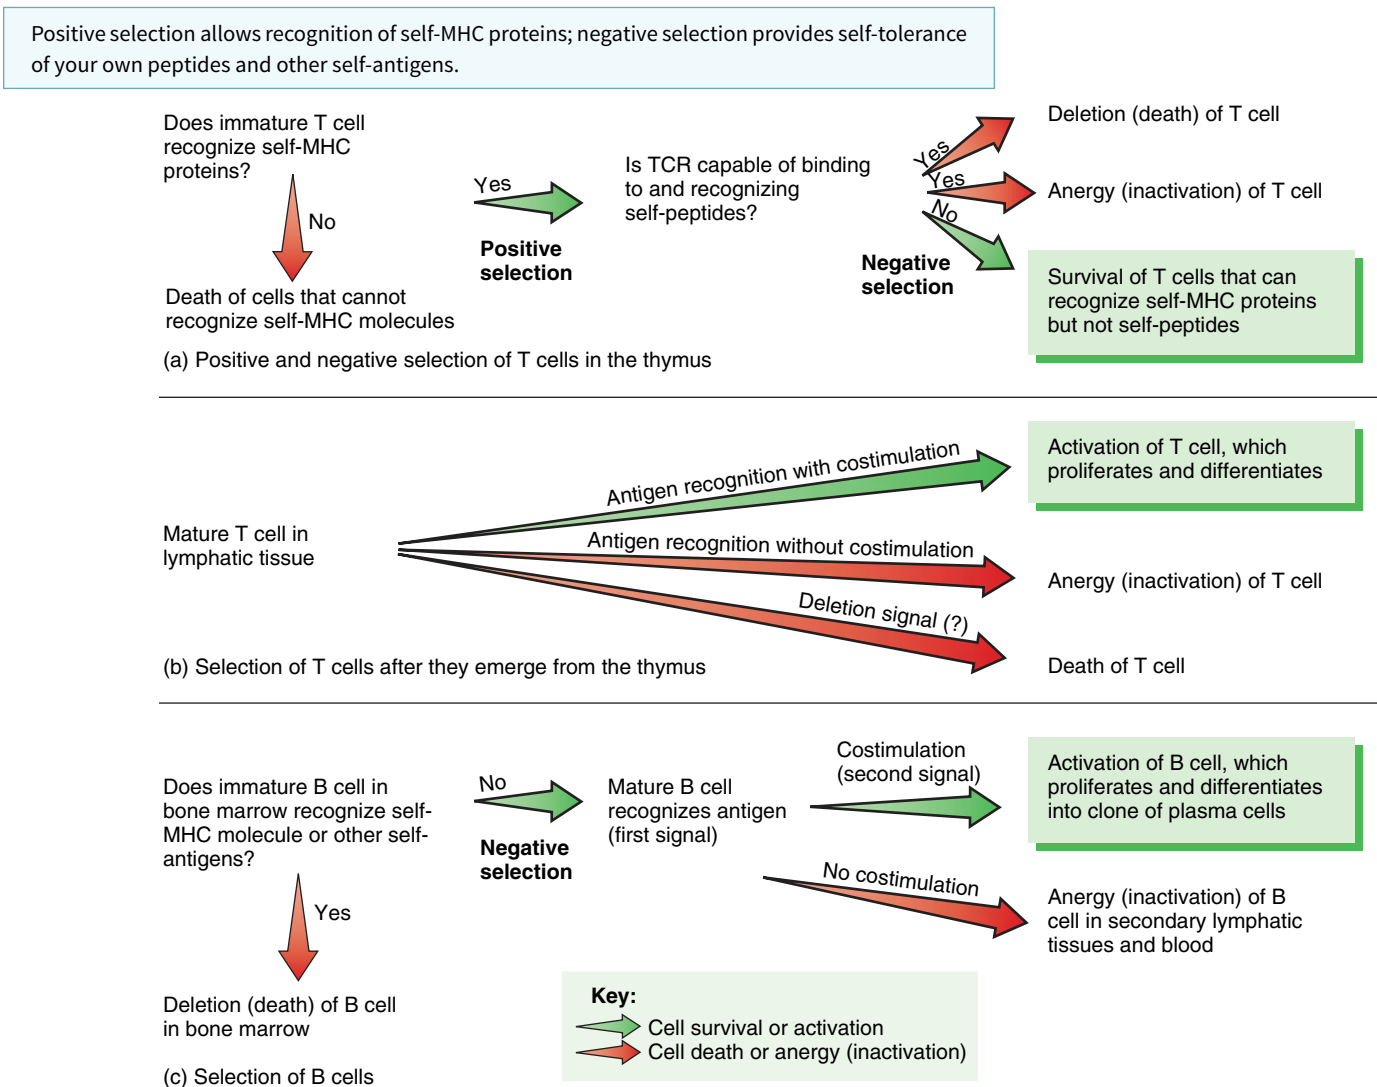 Positive selection allows recognition of self-MHC proteins; negative selection provides self-tolerance
of your own peptides and other self-antigens.
Does immature T cell
recognize self-MHC
proteins?
No
Death of cells that cannot
recognize self-MHC molecules
Yes
Positive
selection
Is TCR capable of binding
to and recognizing
self-peptides?
Yes
Yes
No
Negative
selection
Deletion (death) of T cell
Anergy (inactivation) of T cell
Survival of T cells that can
recognize self-MHC proteins
but not self-peptides
(a) Positive and negative selection of T cells in the thymus
Mature T cell in
lymphatic tissue
Antigen recognition with costimulation
Activation of T cell, which
proliferates and differentiates
Antigen recognition without costimulation
Anergy (inactivation) of T cell
Deletion signal (?)
Death of T cell
(b) Selection of T cells after they emerge from the thymus
Does immature B cell in
bone marrow recognize self-
MHC molecule or other self-
antigens?
Yes
Deletion (death) of B cell
in bone marrow
No
Negative
selection
Mature B cell
recognizes antigen
(first signal)
Costimulation
(second signal)
Activation of B cell, which
proliferates and differentiates
into clone of plasma cells
No costimulation
Anergy (inactivation) of B
cell in secondary lymphatic
tissues and blood
Key:
Cell survival or activation
Cell death or anergy (inactivation)
(c) Selection of B cells